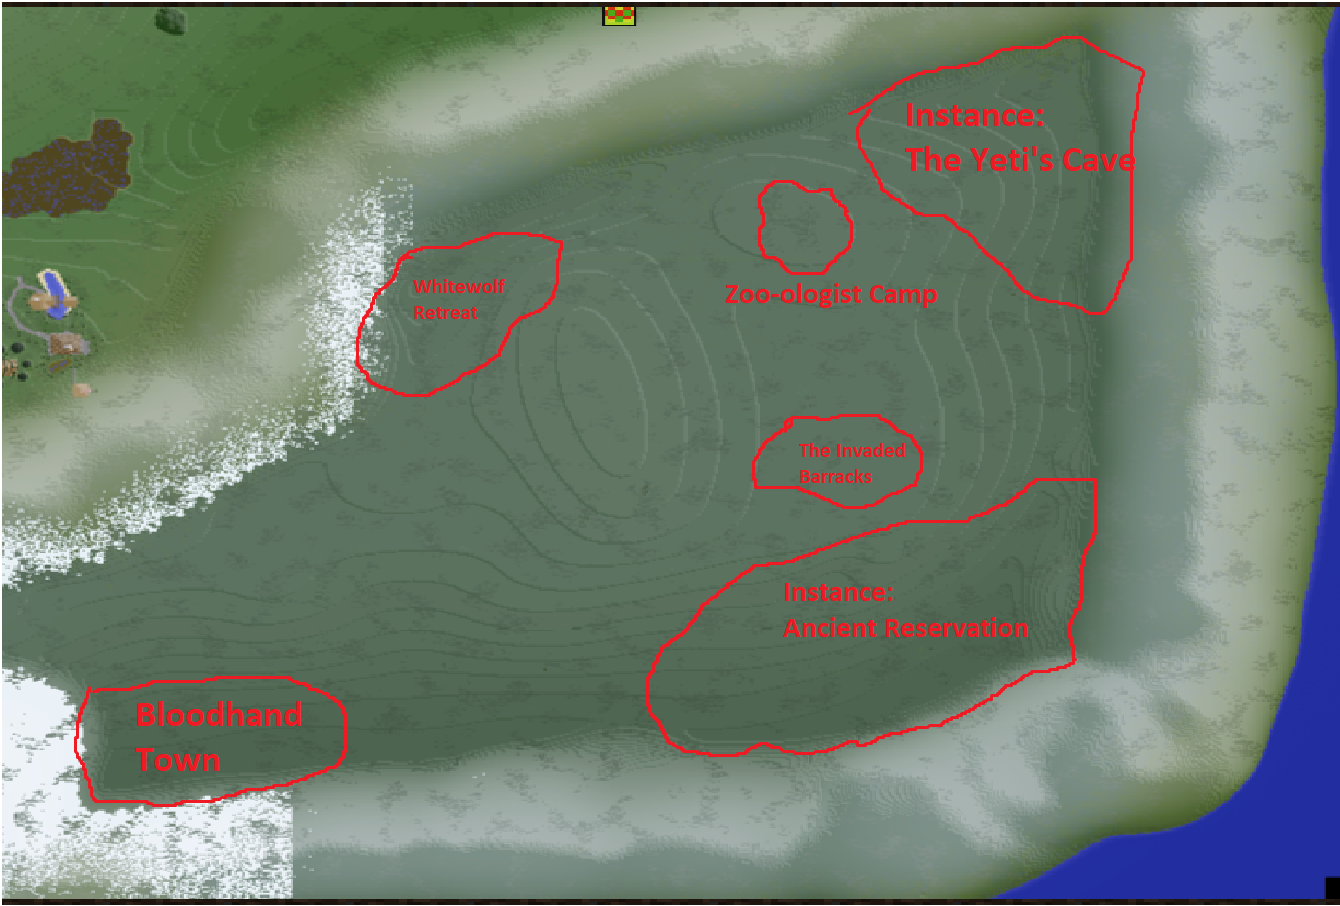 Instance:
The Yeti's Cave
Whitewolf
Retreat
Zoo-ologist Camp
The Invaded
Barracks
Instance:
Ancient Reservation
Bloodhand
Town